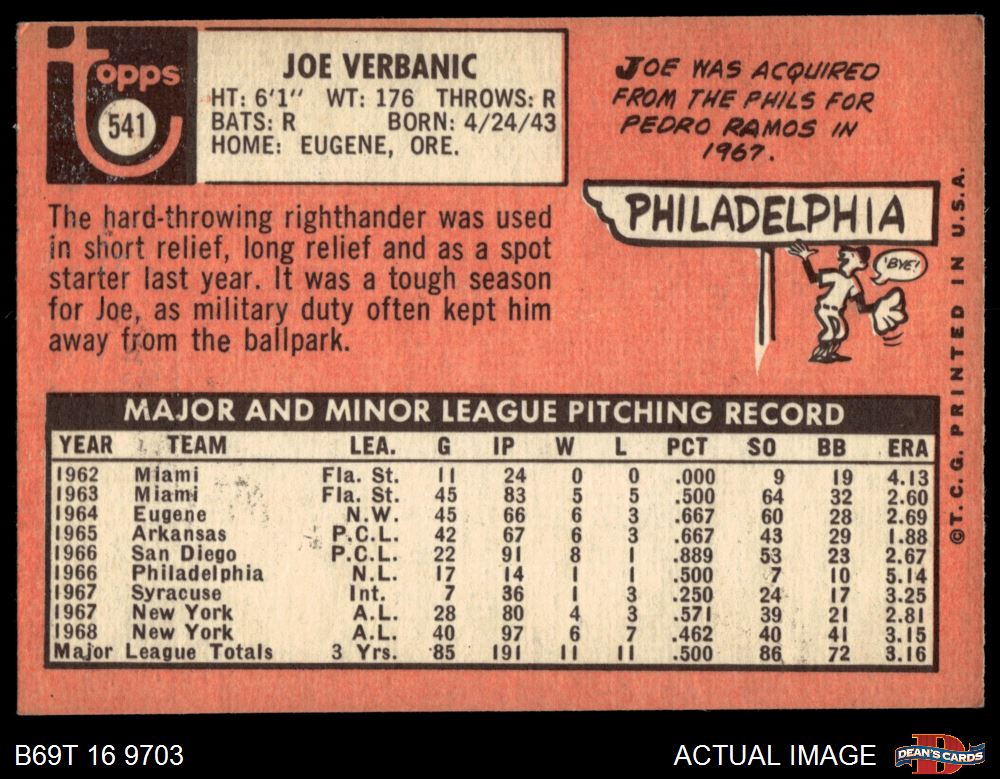 topps
541
JOE VERBANIC
HT: 6'1" WT: 176 THROWS: R
BATS: R BORN: 4/24/43
HOME: EUGENE, ORE.
JOE WAS ACQUIRED
FROM THE PHILS FOR
PEDRO RAMOS IN
1967.
PHILADELPHIA
'BYE!
The hard-throwing righthander was used
in short relief, long relief and as a spot
starter last year. It was a tough season
for Joe, as military duty often kept him
away from the ballpark.
MAJOR AND MINOR LEAGUE PITCHING RECORD
YEAR TEAM LEA. G IP W L PCT SO BB ERA
1962 Miami Fla. St. 11 24 0 0 .000 9 19 4.13
1963 Miami Fla. St. 45 83 5 5 .500 64 32 2.60
1964 Eugene N.W. 45 66 6 3 .667 60 28 2.69
1965 Arkansas P.C.L. 42 67 6 3 .667 43 29 1.88
1966 San Diego P.C.L. 22 91 8 1 .889 53 23 2.67
1966 Philadelphia N.L. 17 14 1 1 .500 7 10 5.14
1967 Syracuse Int. 7 36 1 3 .250 24 17 3.25
1967 New York A.L. 28 80 4 3 .571 39 21 2.81
1968 New York A.L. 40 97 6 7 .462 40 41 3.15
Major League Totals 3 Yrs. 85 191 11 11 .500 86 72 3.16
©T.C.G. PRINTED IN U.S.A.
B69T 16 9703
ACTUAL IMAGE
D
DEAN'S CARDS